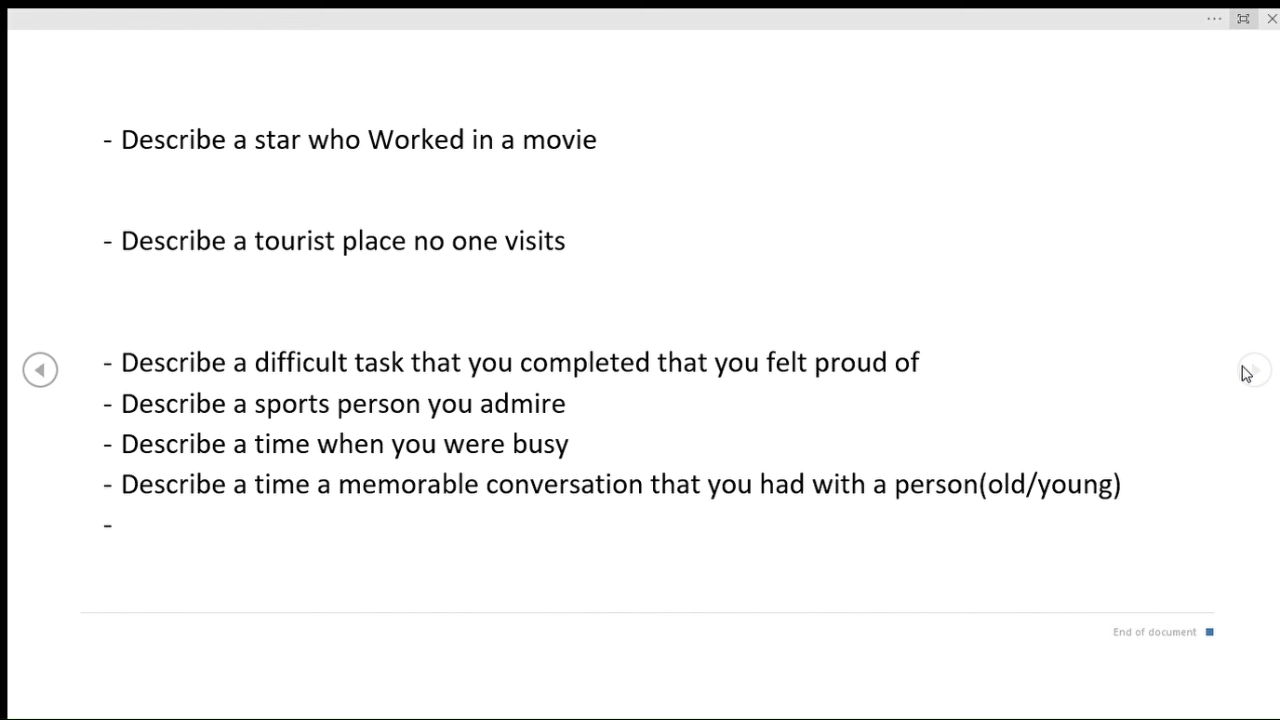 - Describe a star who Worked in a movie
- Describe a tourist place no one visits
- Describe a difficult task that you completed that you felt proud of
- Describe a sports person you admire
- Describe a time when you were busy
- Describe a time a memorable conversation that you had with a person(old/young)
-
End of document